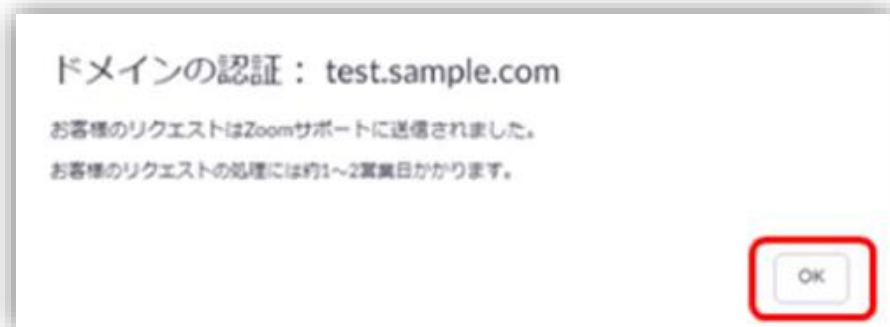 ドメインの認証： test.sample.com
お客様のリクエストはZoomサポートに送信されました。
お客様のリクエストの処理には約1～2営業日かかります。
OK